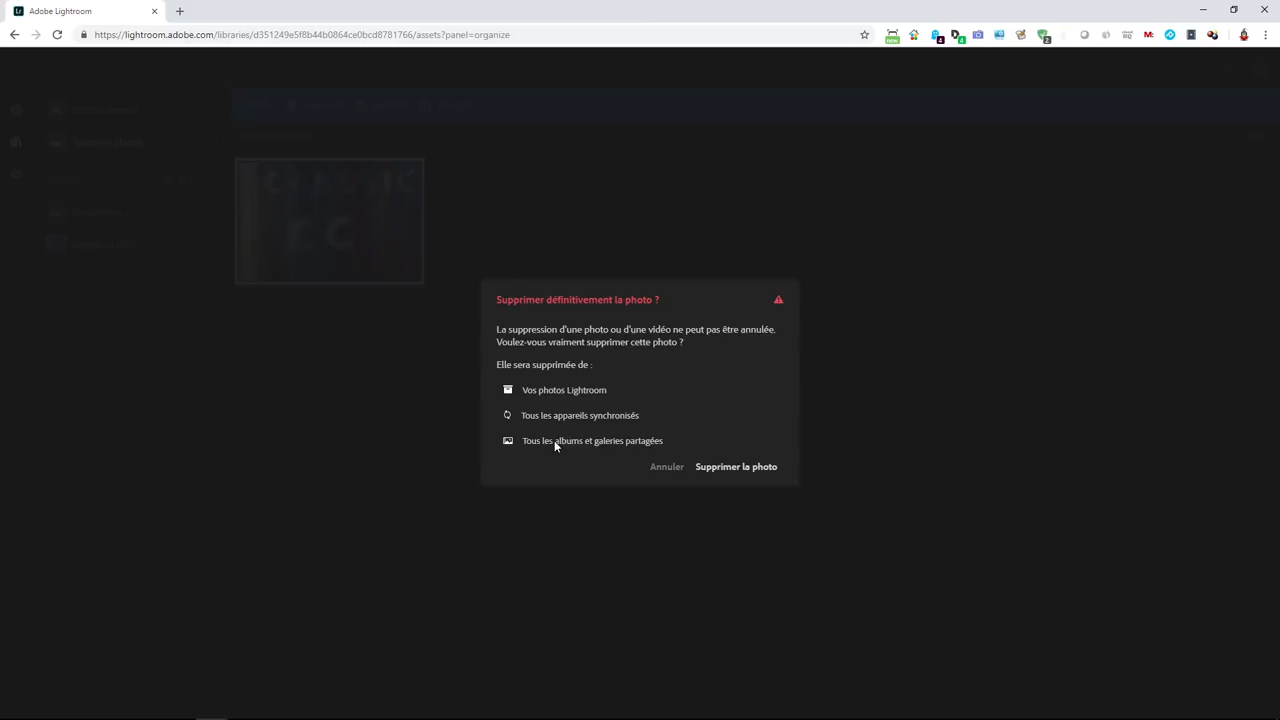 Adobe Lightroom
https://lightroom.adobe.com/libraries/d351249e5f8b44b0864ce0bcd8781766/assets?panel=organize
CLASSIC
CC
Supprimer définitivement la photo ?
La suppression d'une photo ou d'une vidéo ne peut pas être annulée.
Voulez-vous vraiment supprimer cette photo ?
Elle sera supprimée de :
Vos photos Lightroom
Tous les appareils synchronisés
Tous les albums et galeries partagées
Annuler
Supprimer la photo